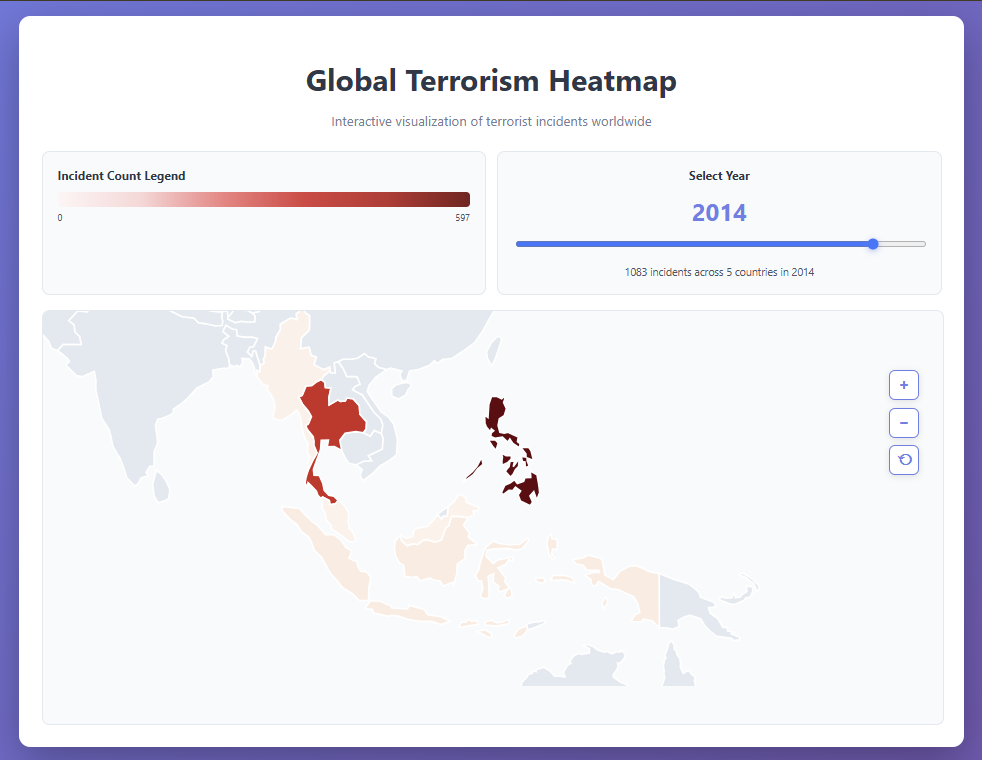 Global Terrorism Heatmap
Interactive visualization of terrorist incidents worldwide
Incident Count Legend
0 597
Select Year
2014
1083 incidents across 5 countries in 2014
+
−